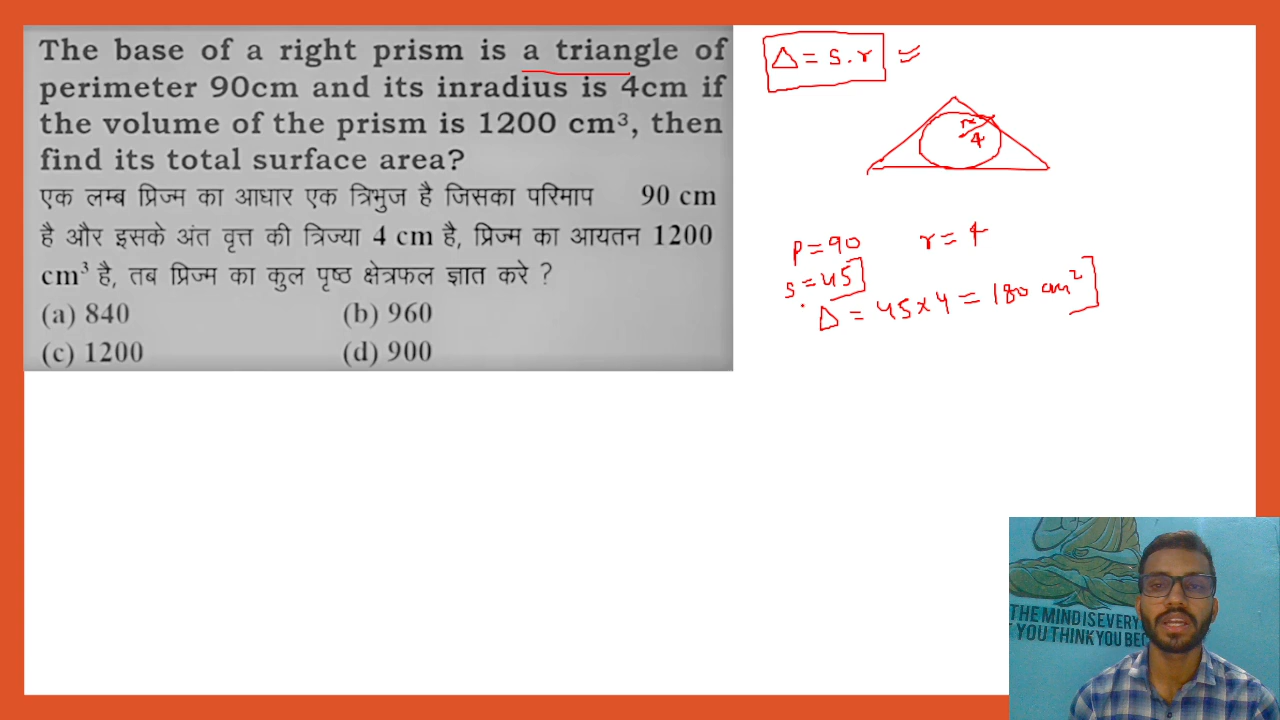 The base of a right prism is a triangle of
perimeter 90cm and its inradius is 4cm if
the volume of the prism is 1200 cm³, then
find its total surface area?
एक लम्ब प्रिज्म का आधार एक त्रिभुज है जिसका परिमाप 90 cm
है और इसके अंत वृत्त की त्रिज्या 4 cm है, प्रिज्म का आयतन 1200
cm³ है, तब प्रिज्म का कुल पृष्ठ क्षेत्रफल ज्ञात करे ?
(a) 840 (b) 960
(c) 1200 (d) 900
△ = s.r
r
4
P = 90 r = 4
s = 45
△ = 45 × 4 = 180 cm²
THE MIND IS EVERY
YOU THINK YOU BEC